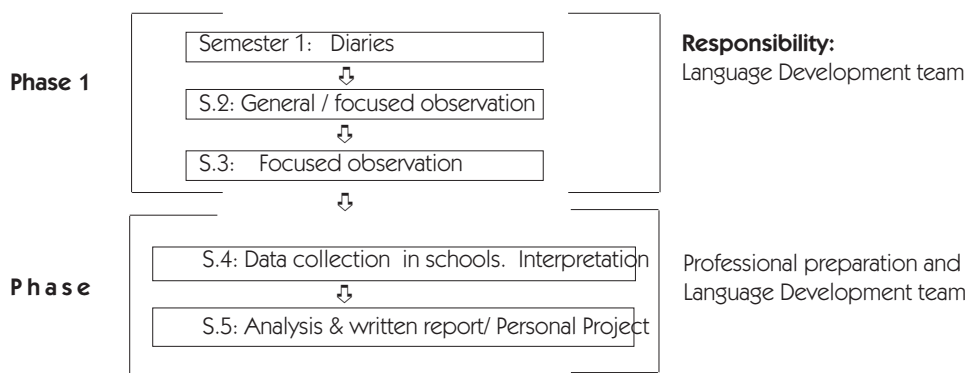 Semester 1: Diaries
Responsibility:
Language Development team
Phase 1
S.2: General / focused observation
S.3: Focused observation
S.4: Data collection in schools. Interpretation
Professional preparation and
Language Development team
Phase
S.5: Analysis & written report/ Personal Project